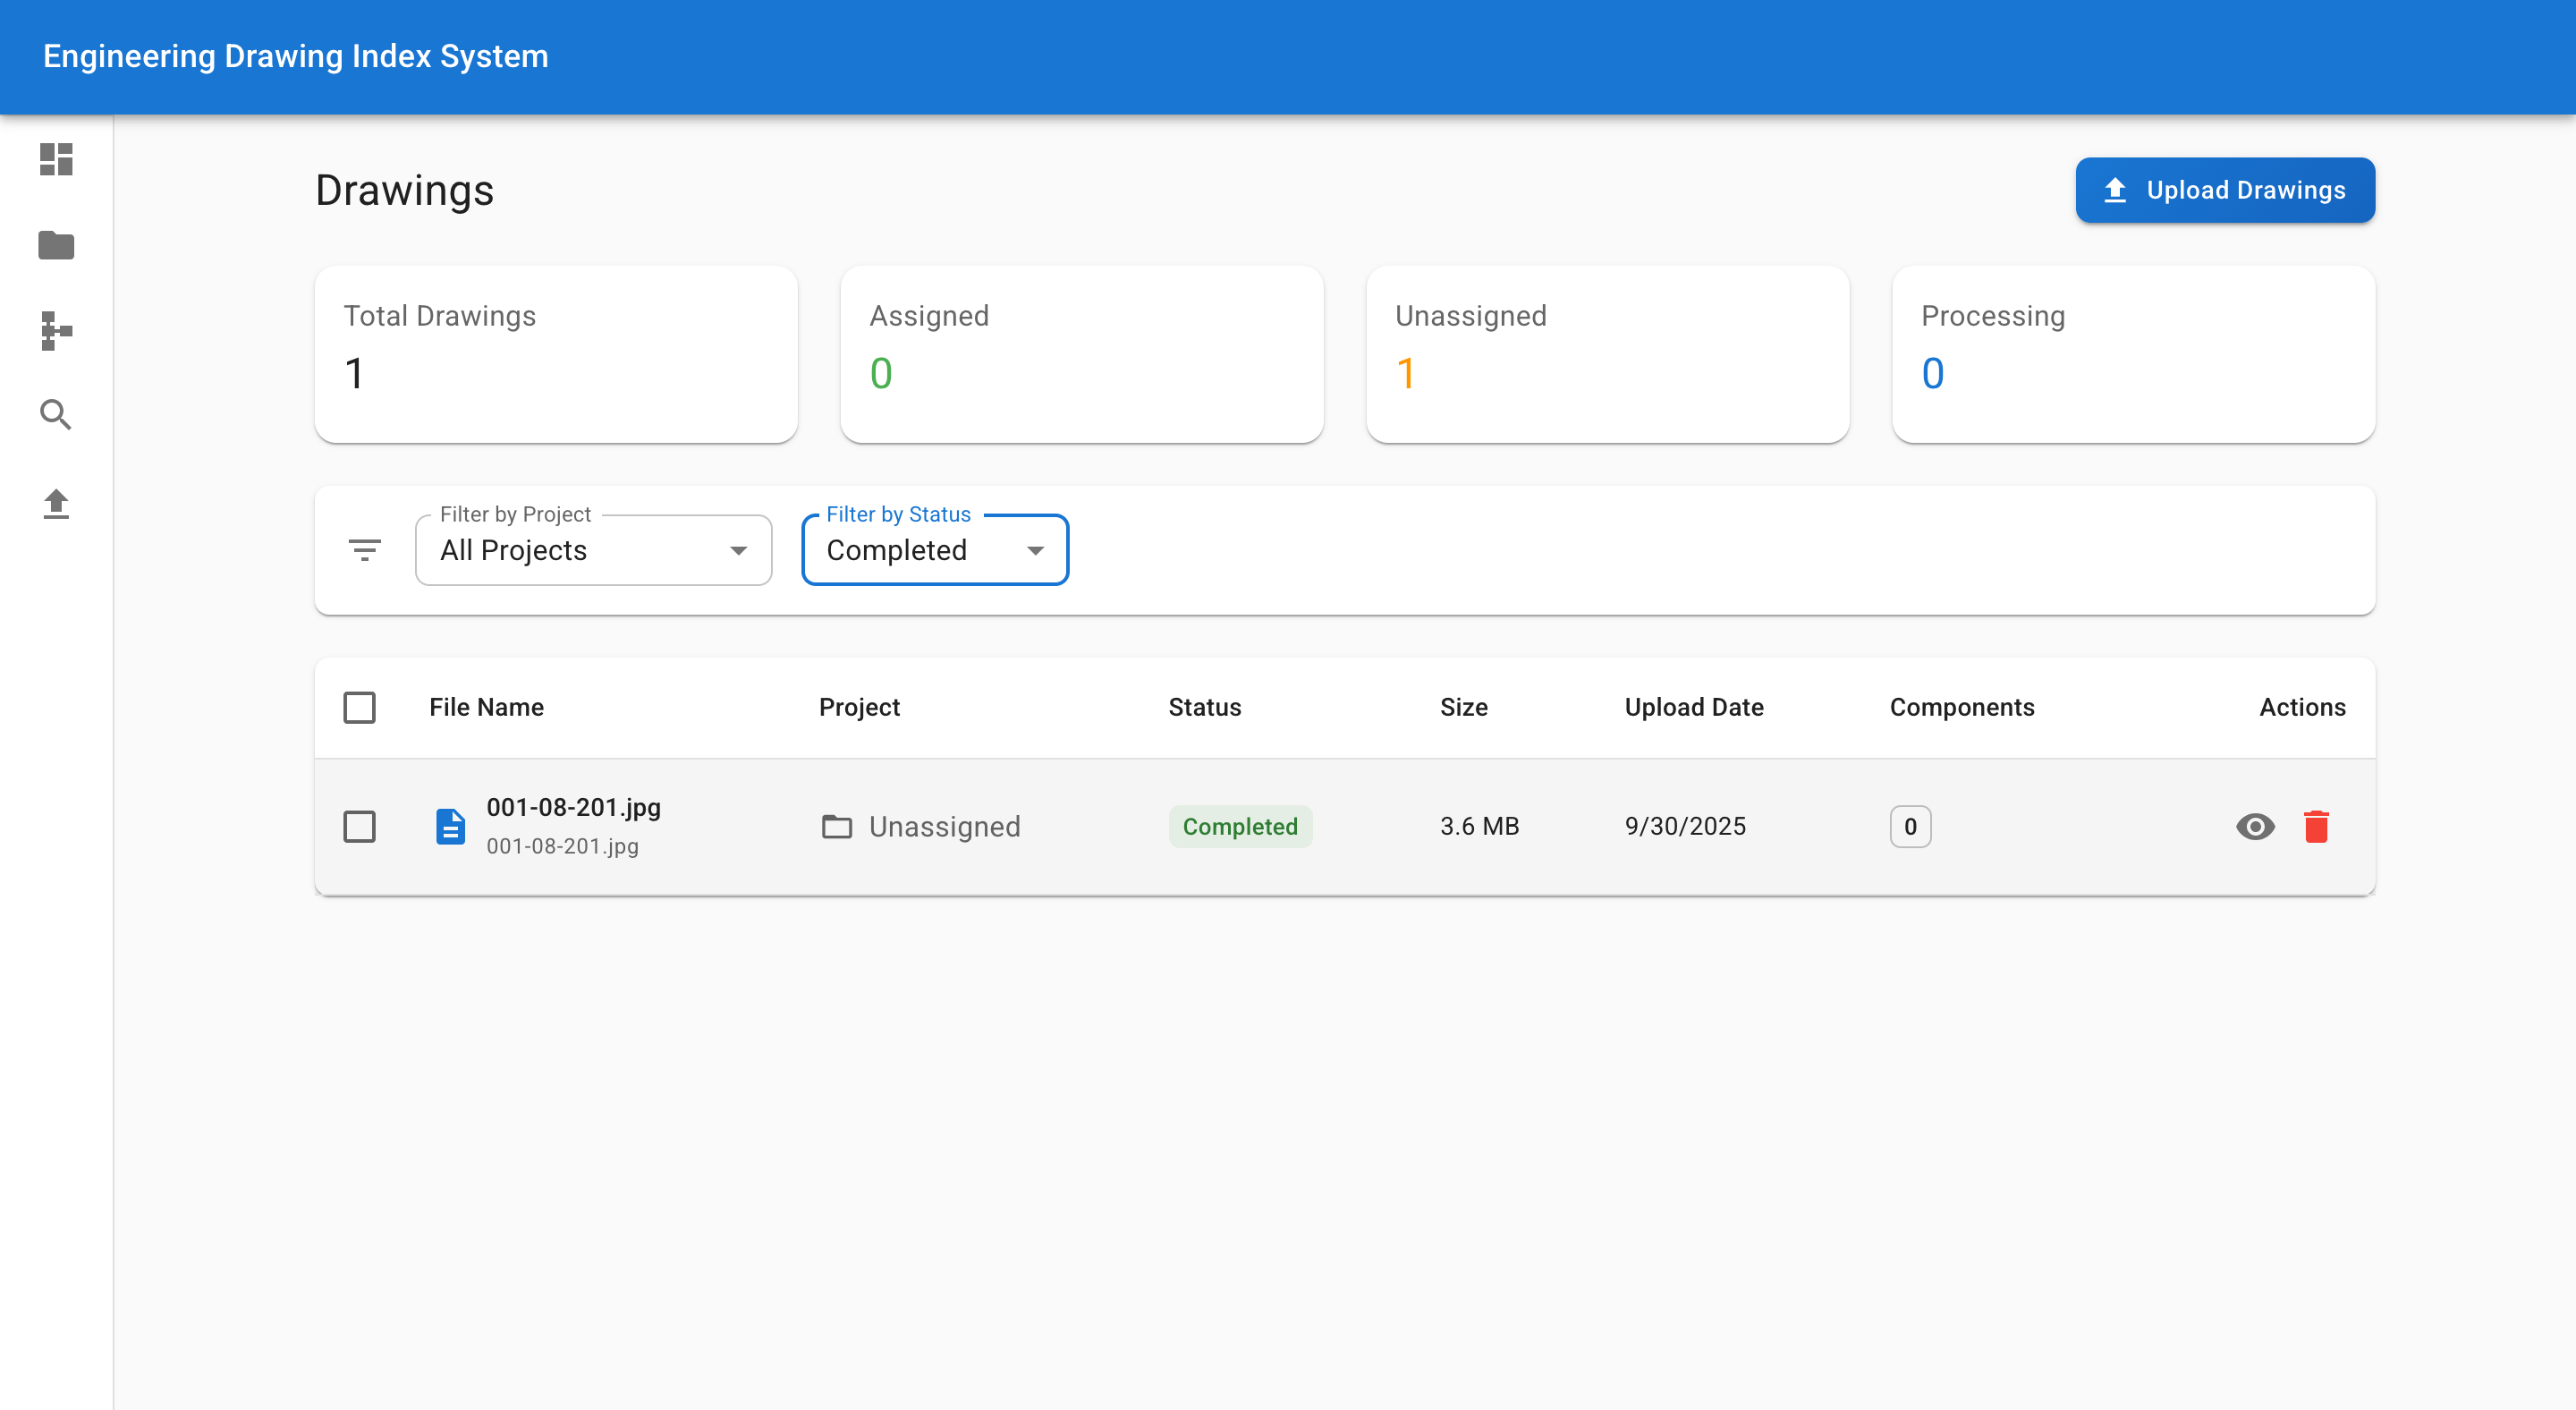 Engineering Drawing Index System
Drawings
Upload Drawings
Total Drawings
1
Assigned
0
Unassigned
1
Processing
0
Filter by Project
All Projects
Filter by Status
Completed
File Name Project Status Size Upload Date Components Actions
001-08-201.jpg
001-08-201.jpg
Unassigned Completed 3.6 MB 9/30/2025 0